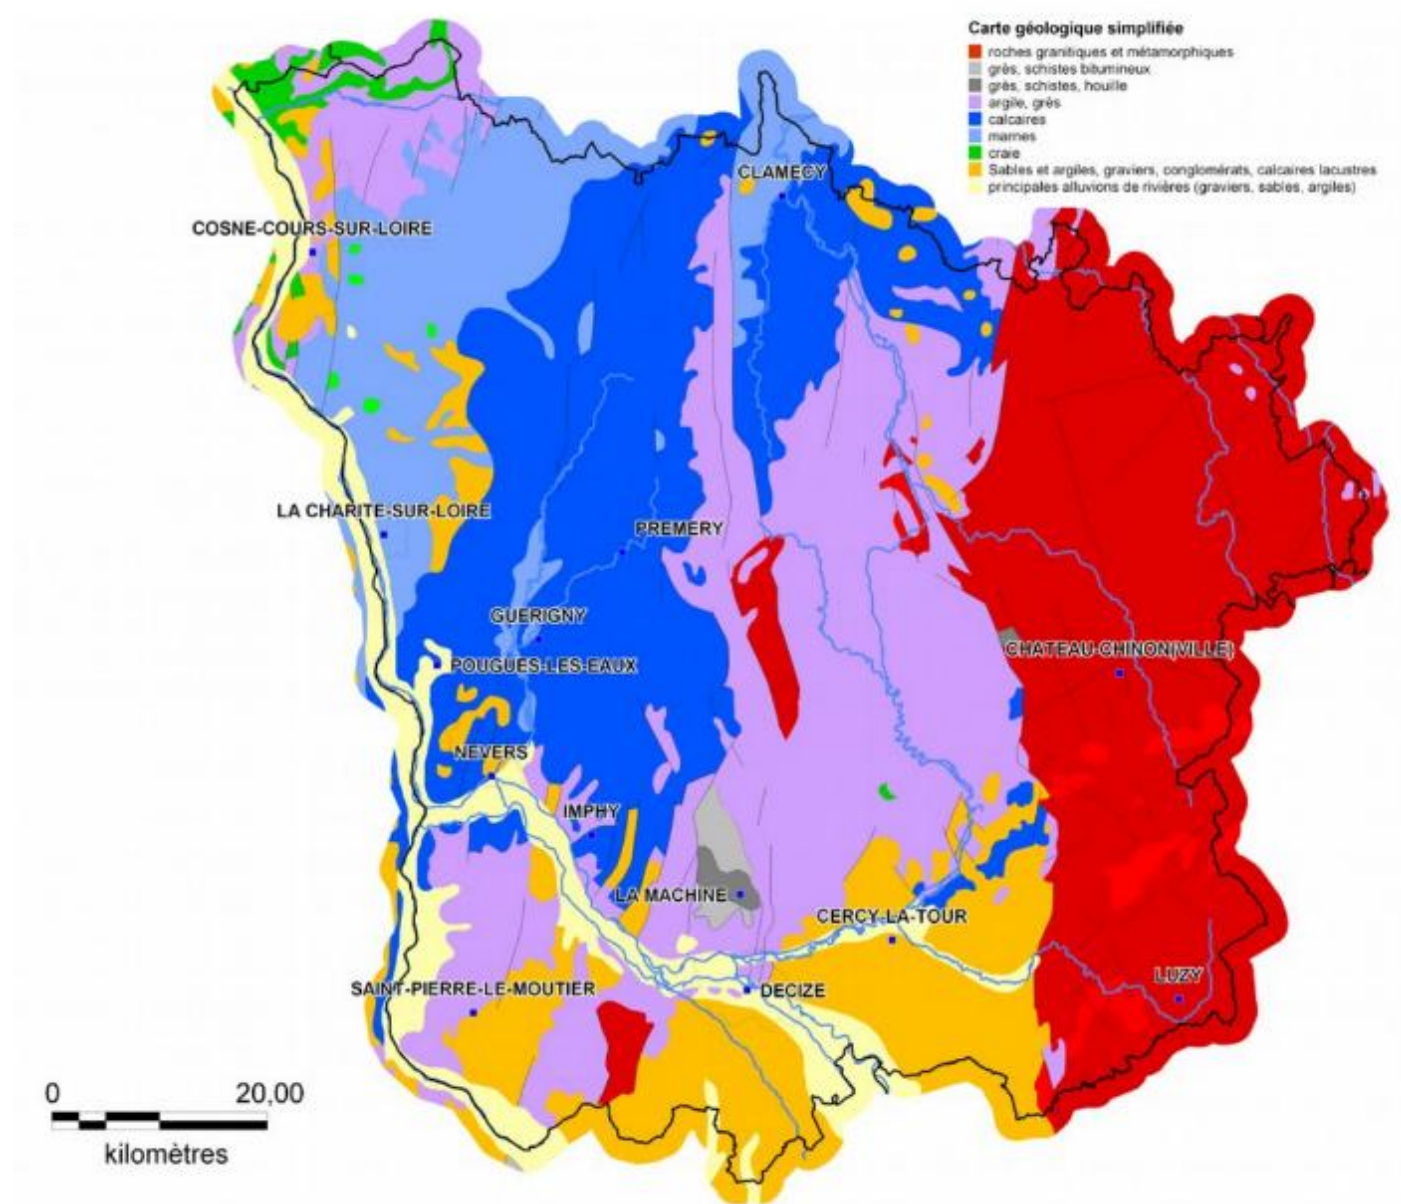 Carte géologique simplifiée
roches granitiques et métamorphiques
grès, schistes bitumineux
grès, schistes, houille
argile, grès
calcaires
marnes
craie
Sables et argiles, graviers, conglomérats, calcaires lacustres
principales alluvions de rivières (graviers, sables, argiles)
CLAMECY
COSNE-COURS-SUR-LOIRE
LA CHARITE-SUR-LOIRE
PREMERY
GUERIGNY
CHATEAU-CHINON(VILLE)
POUGUES-LES-EAUX
NEVERS
IMPHY
LA MACHINE
CERCY-LA-TOUR
LUZY
SAINT-PIERRE-LE-MOUTIER
DECIZE
0 20,00
kilomètres